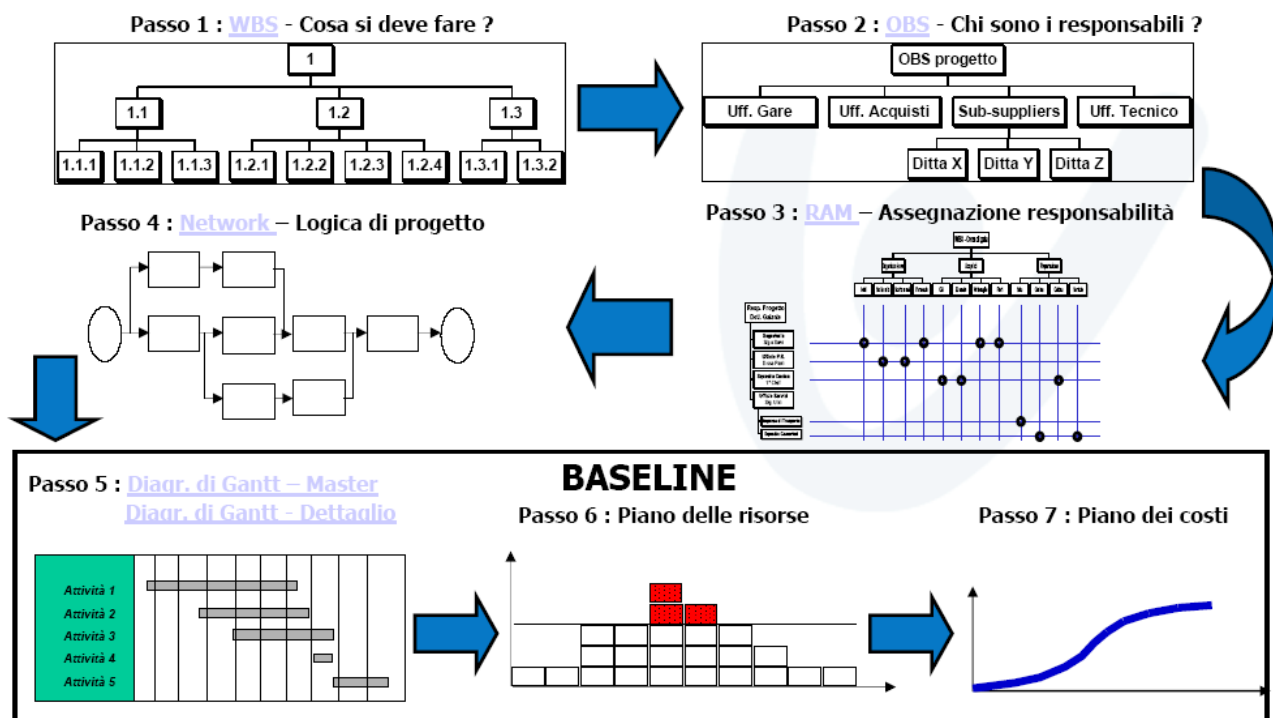 Passo 1 : WBS - Cosa si deve fare ?
1
1.1
1.2
1.3
1.1.1
1.1.2
1.1.3
1.2.1
1.2.2
1.2.3
1.2.4
1.3.1
1.3.2
Passo 2 : OBS - Chi sono i responsabili ?
OBS progetto
Uff. Gare
Uff. Acquisti
Sub-suppliers
Uff. Tecnico
Ditta X
Ditta Y
Ditta Z
Passo 4 : Network – Logica di progetto
Passo 3 : RAM – Assegnazione responsabilità
Resp. Progetto
BASELINE
Passo 5 : Diagr. di Gantt – Master
Diagr. di Gantt - Dettaglio
Attività 1
Attività 2
Attività 3
Attività 4
Attività 5
Passo 6 : Piano delle risorse
Passo 7 : Piano dei costi